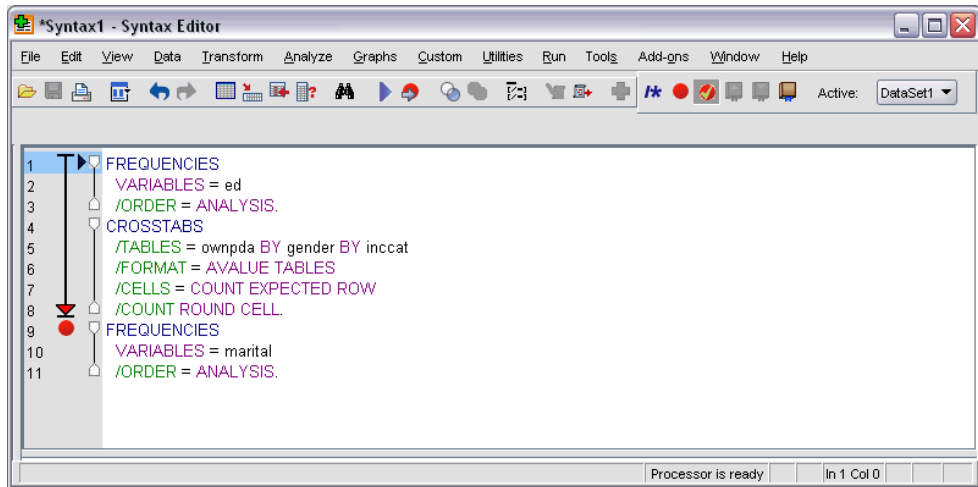 *Syntax1 - Syntax Editor
File Edit View Data Transform Analyze Graphs Custom Utilities Run Tools Add-ons Window Help
Active: DataSet1
1 FREQUENCIES
2 VARIABLES = ed
3 /ORDER = ANALYSIS.
4 CROSSTABS
5 /TABLES = ownpda BY gender BY inccat
6 /FORMAT = AVALUE TABLES
7 /CELLS = COUNT EXPECTED ROW
8 /COUNT ROUND CELL.
9 FREQUENCIES
10 VARIABLES = marital
11 /ORDER = ANALYSIS.
Processor is ready In 1 Col 0